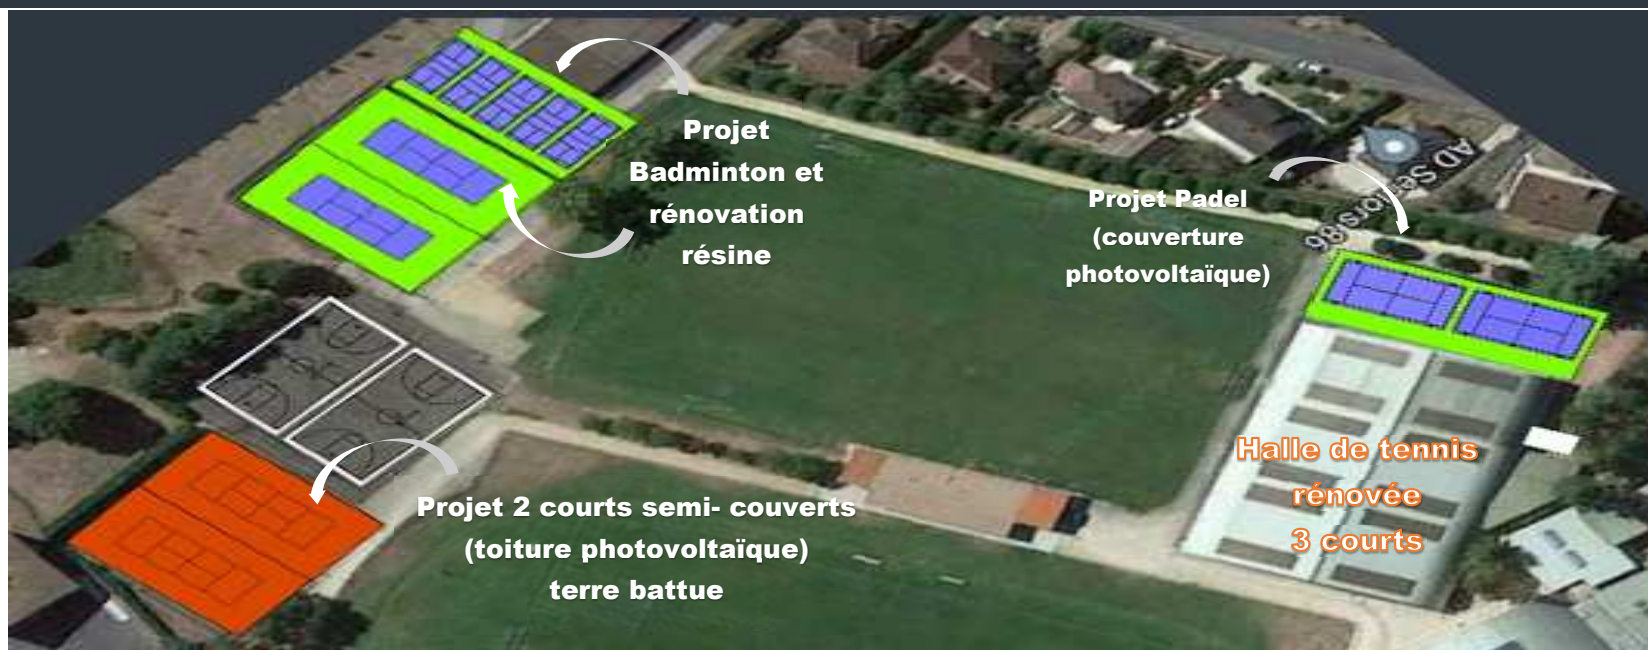 Projet
Badminton et
rénovation
résine
Projet Padel
(couverture
photovoltaïque)
Halle de tennis
rénovée
3 courts
Projet 2 courts semi- couverts
(toiture photovoltaïque)
terre battue